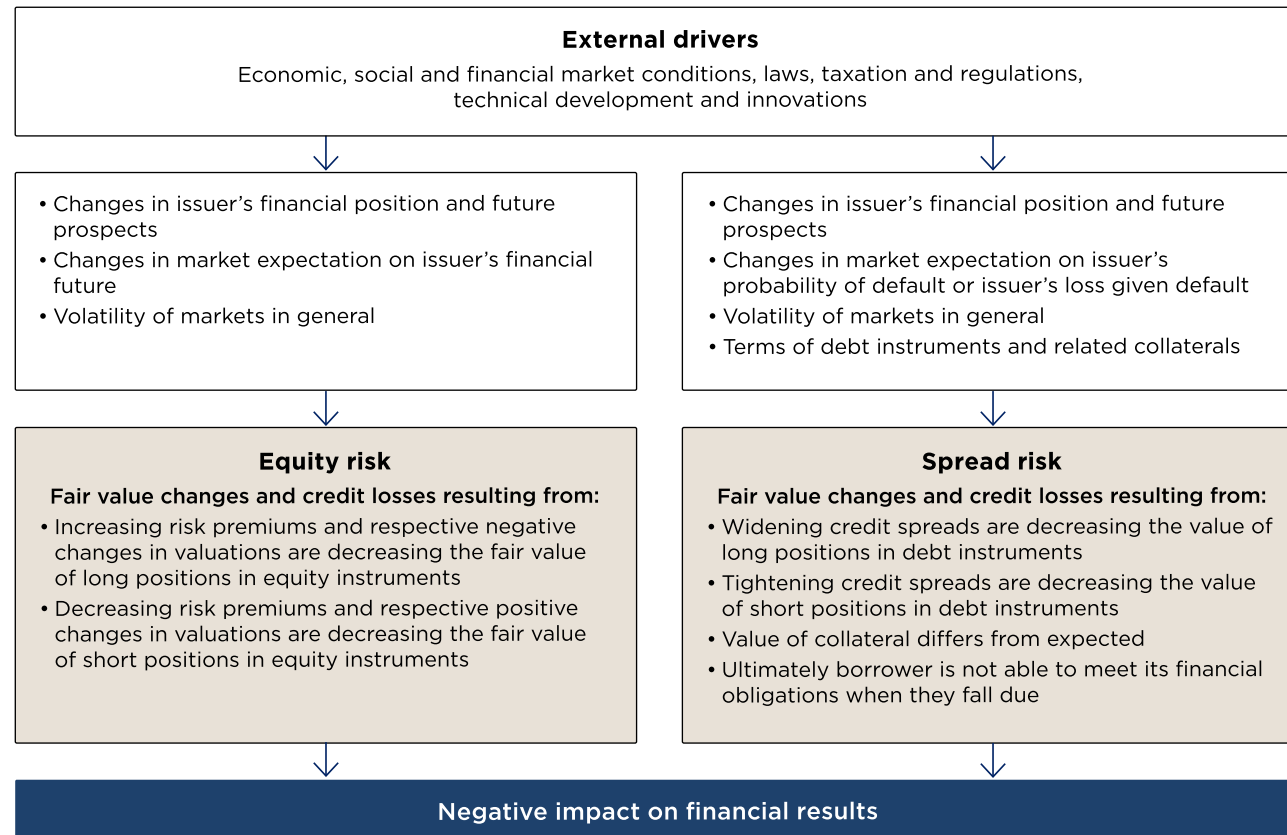 External drivers
Economic, social and financial market conditions, laws, taxation and regulations,
technical development and innovations
• Changes in issuer’s financial position and future
prospects
• Changes in market expectation on issuer’s financial
future
• Volatility of markets in general
• Changes in issuer’s financial position and future
prospects
• Changes in market expectation on issuer’s
probability of default or issuer’s loss given default
• Volatility of markets in general
• Terms of debt instruments and related collaterals
Equity risk
Fair value changes and credit losses resulting from:
• Increasing risk premiums and respective negative
changes in valuations are decreasing the fair value
of long positions in equity instruments
• Decreasing risk premiums and respective positive
changes in valuations are decreasing the fair value
of short positions in equity instruments
Spread risk
Fair value changes and credit losses resulting from:
• Widening credit spreads are decreasing the value of
long positions in debt instruments
• Tightening credit spreads are decreasing the value
of short positions in debt instruments
• Value of collateral differs from expected
• Ultimately borrower is not able to meet its financial
obligations when they fall due
Negative impact on financial results